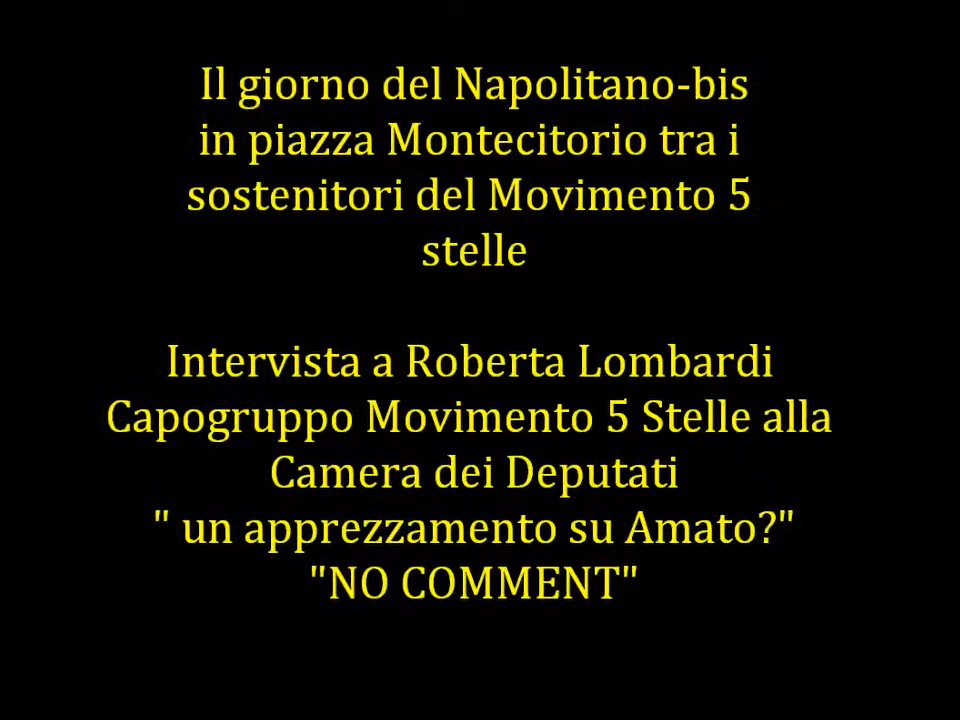 Il giorno del Napolitano-bis
in piazza Montecitorio tra i
sostenitori del Movimento 5
stelle
Intervista a Roberta Lombardi
Capogruppo Movimento 5 Stelle alla
Camera dei Deputati
" un apprezzamento su Amato?"
"NO COMMENT"